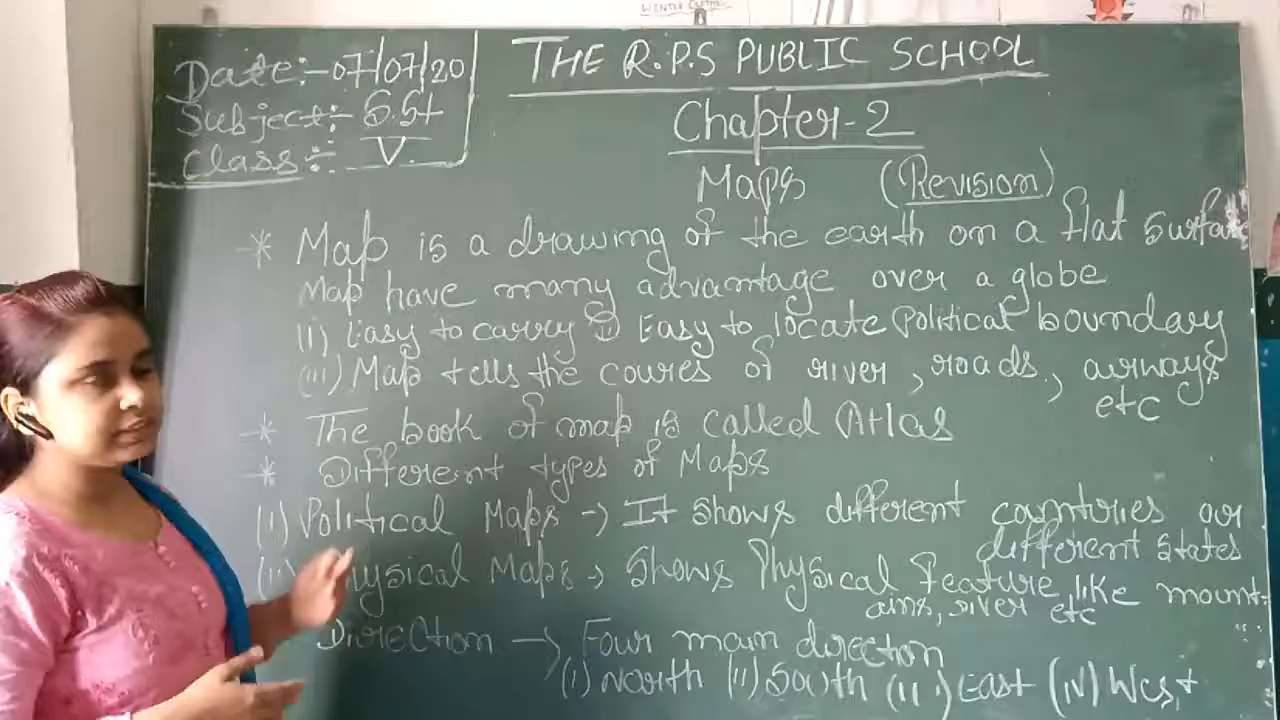 WINTER
Date:-07/07/20
Subject:- S.St
Class:- V.
THE R.P.S PUBLIC SCHOOL
Chapter-2
Maps (Revision)
* Map is a drawing of the earth on a flat surface
Map have many advantage over a globe
(i) Easy to carry (ii) Easy to locate Political boundary
(iii) Map tells the coures of river, roads, airways
etc
* The book of map is called Atlas
* Different types of Maps
(i) Political Maps → It shows different countries our
different states
(ii) Physical Maps → Shows Physical Feature like mount-
ains, river etc
Direction → Four main direction
(i) North (ii) South (iii) East (iv) West